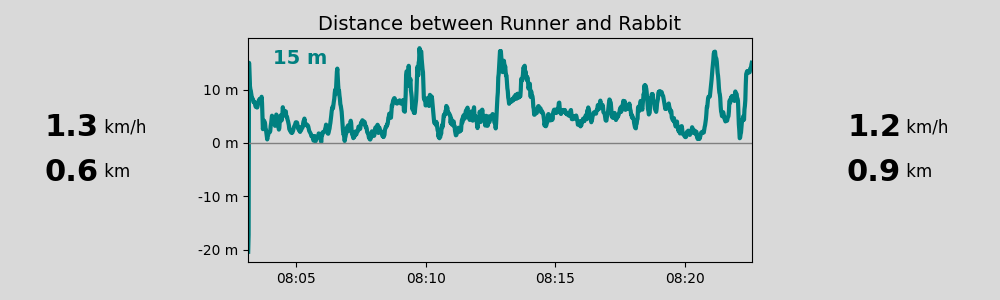 Distance between Runner and Rabbit
15 m
10 m
0 m
-10 m
-20 m
08:05 08:10 08:15 08:20
1.3 km/h
0.6 km
1.2 km/h
0.9 km